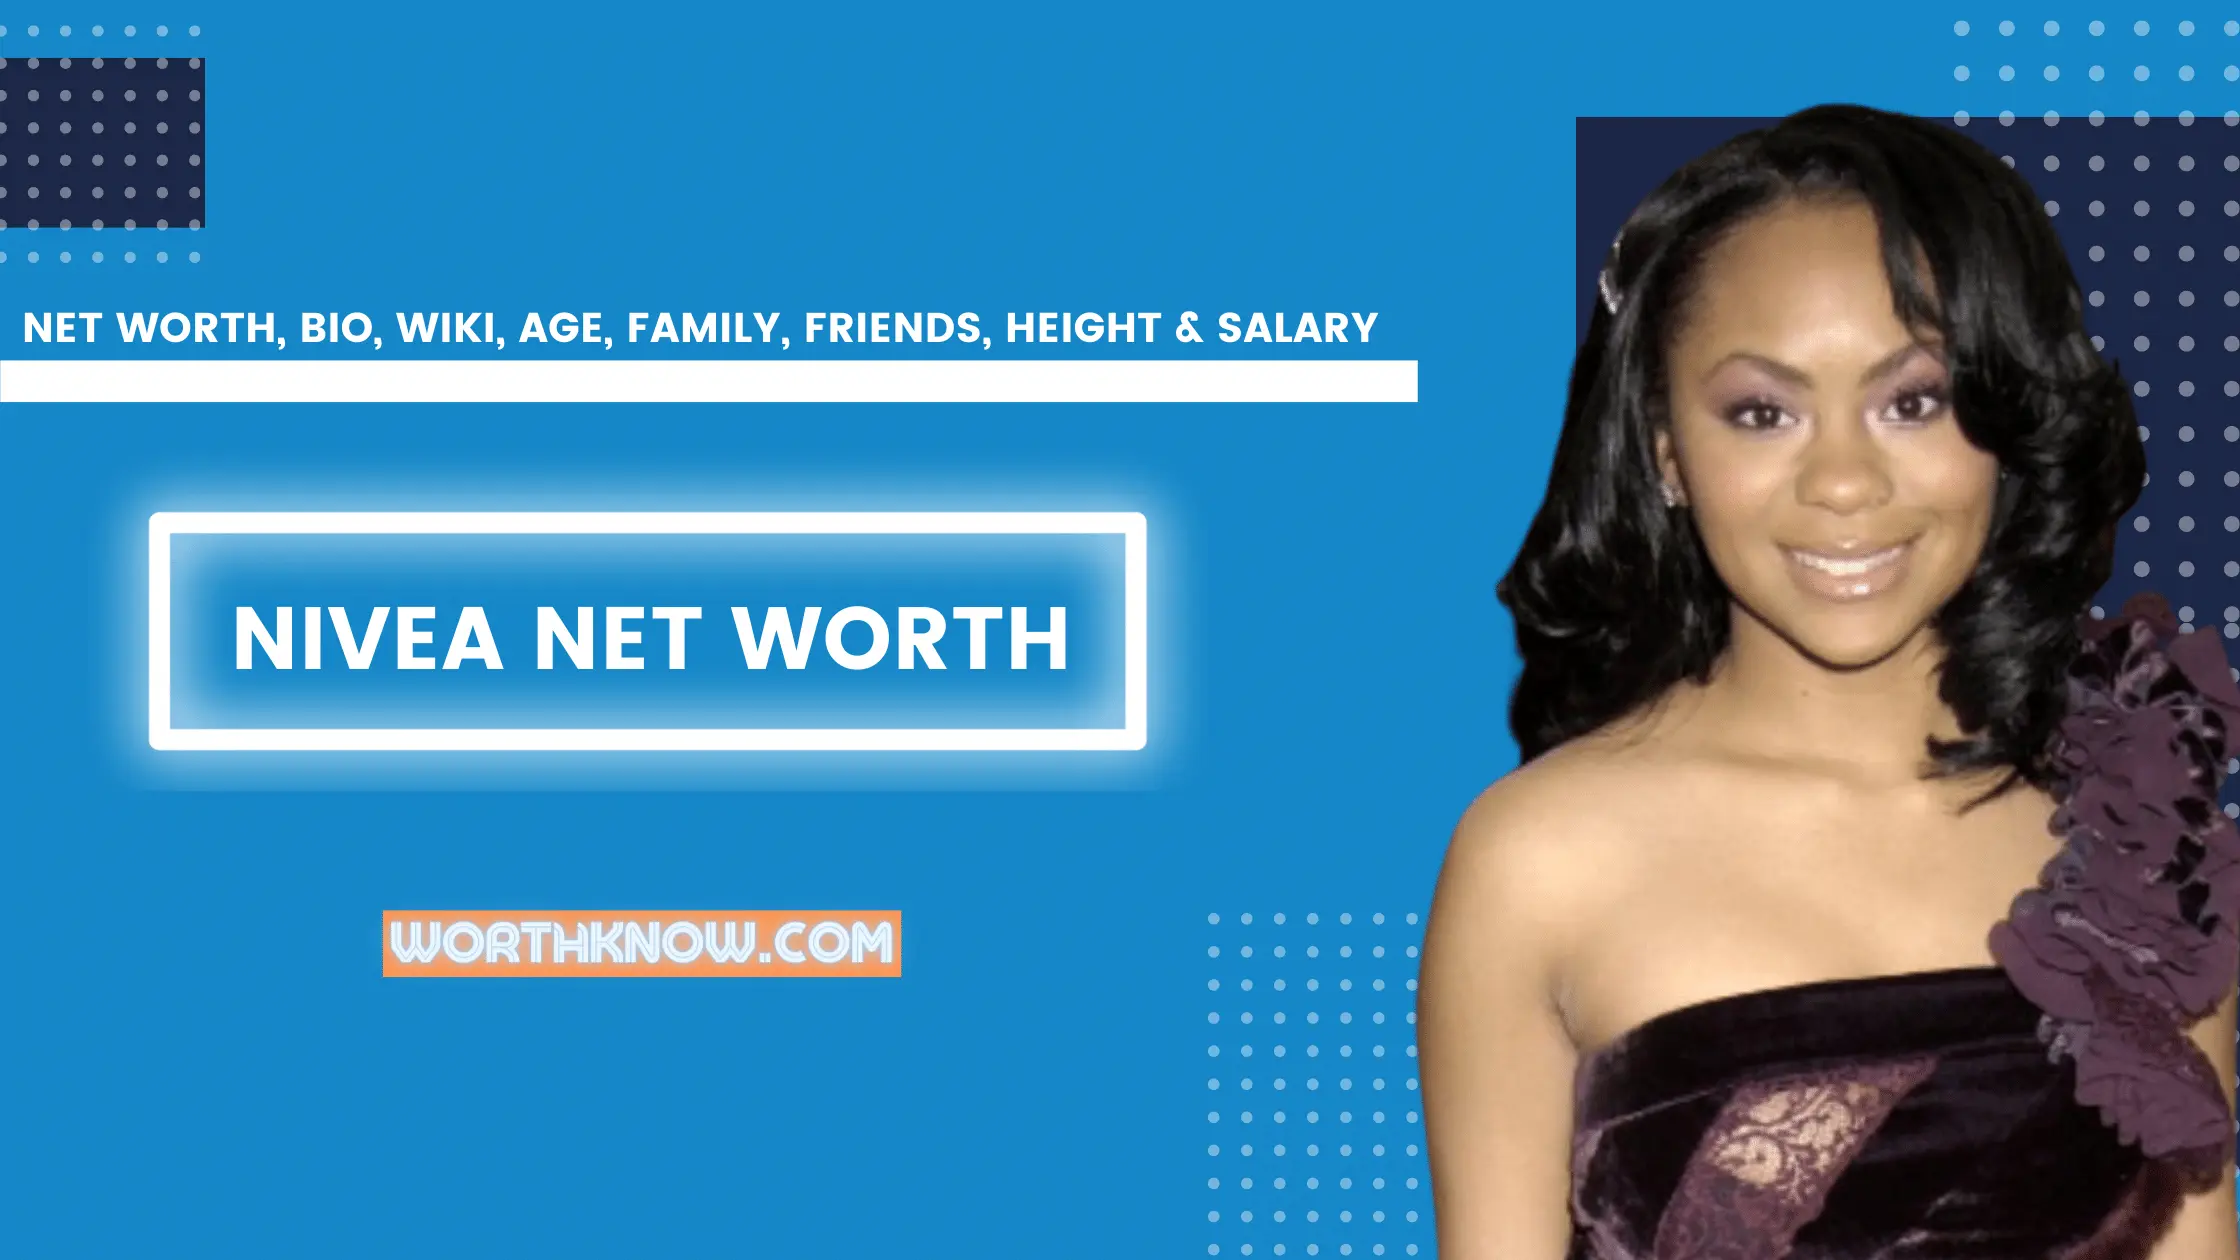 NET WORTH, BIO, WIKI, AGE, FAMILY, FRIENDS, HEIGHT & SALARY
NIVEA NET WORTH
WORTHKNOW.COM